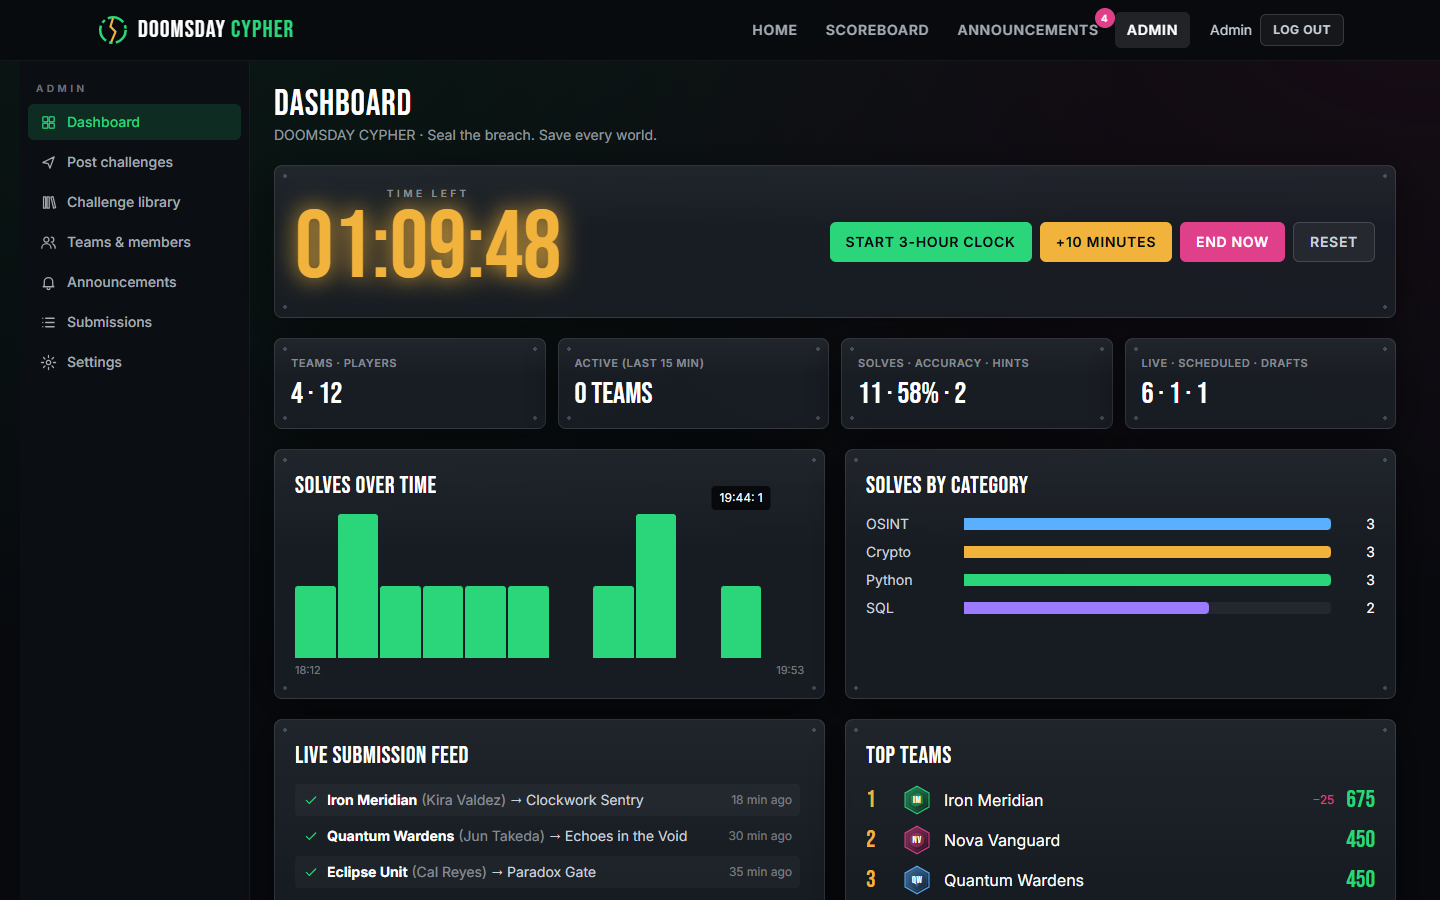 DOOMSDAY CYPHER
HOME SCOREBOARD ANNOUNCEMENTS 4 ADMIN Admin LOG OUT
ADMIN
Dashboard
Post challenges
Challenge library
Teams & members
Announcements
Submissions
Settings
DASHBOARD
DOOMSDAY CYPHER · Seal the breach. Save every world.
TIME LEFT
01:09:48
START 3-HOUR CLOCK +10 MINUTES END NOW RESET
TEAMS · PLAYERS
4 · 12
ACTIVE (LAST 15 MIN)
0 TEAMS
SOLVES · ACCURACY · HINTS
11 · 58% · 2
LIVE · SCHEDULED · DRAFTS
6 · 1 · 1
SOLVES OVER TIME
19:44: 1
18:12 19:53
SOLVES BY CATEGORY
OSINT 3
Crypto 3
Python 3
SQL 2
LIVE SUBMISSION FEED
Iron Meridian (Kira Valdez) → Clockwork Sentry 18 min ago
Quantum Wardens (Jun Takeda) → Echoes in the Void 30 min ago
Eclipse Unit (Cal Reyes) → Paradox Gate 35 min ago
TOP TEAMS
1 IM Iron Meridian −25 675
2 NV Nova Vanguard 450
3 QW Quantum Wardens 450